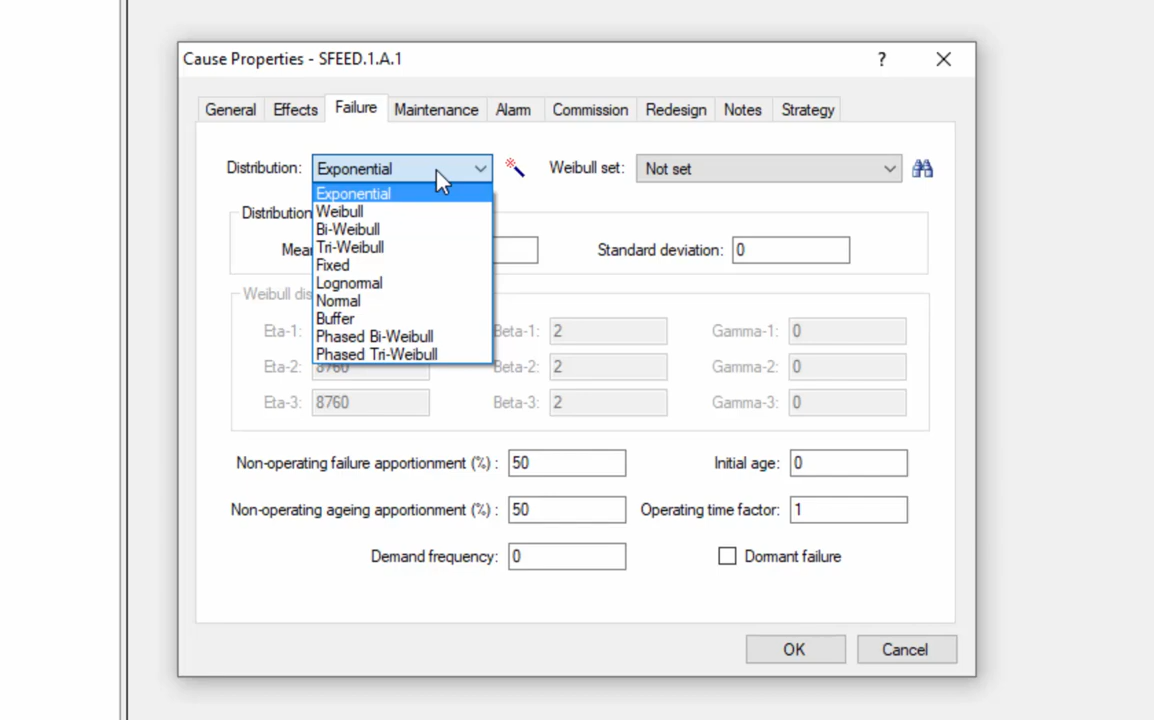 Cause Properties - SFEED.1.A.1
?
General Effects Failure Maintenance Alarm Commission Redesign Notes Strategy
Distribution: Exponential Weibull set: Not set
Exponential
Weibull
Bi-Weibull
Tri-Weibull
Fixed
Lognormal
Normal
Buffer
Phased Bi-Weibull
Phased Tri-Weibull
Distribution
Standard deviation: 0
Weibull
Eta-1: Beta-1: 2 Gamma-1: 0
Eta-2: 8760 Beta-2: 2 Gamma-2: 0
Eta-3: 8760 Beta-3: 2 Gamma-3: 0
Non-operating failure apportionment (%) : 50 Initial age: 0
Non-operating ageing apportionment (%) : 50 Operating time factor: 1
Demand frequency: 0 Dormant failure
OK Cancel